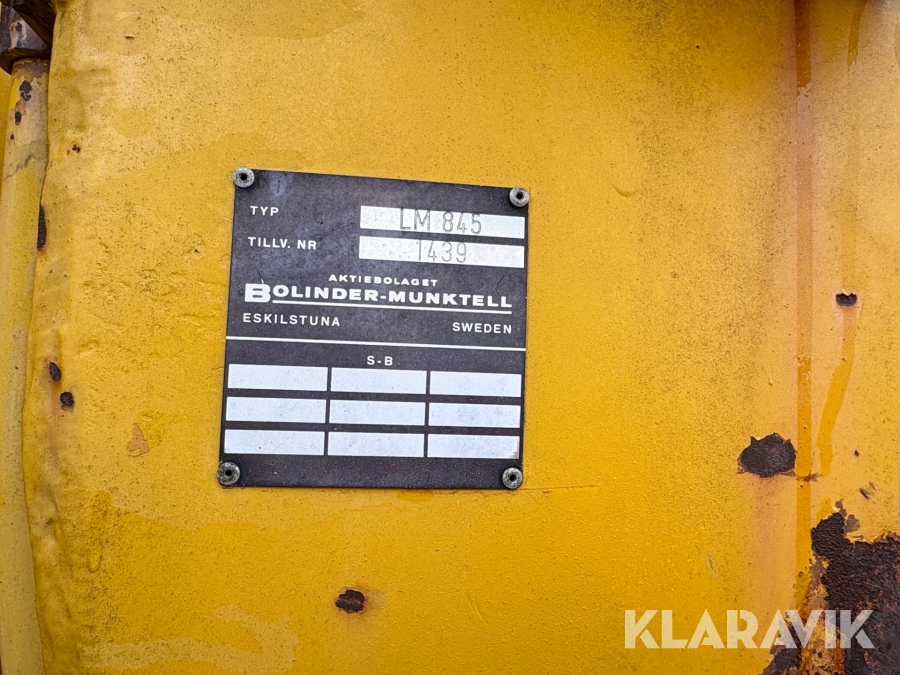 TYP LM 845
TILLV. NR 1439
AKTIEBOLAGET
BOLINDER-MUNKTELL
ESKILSTUNA SWEDEN
S-B
KLARAVIK